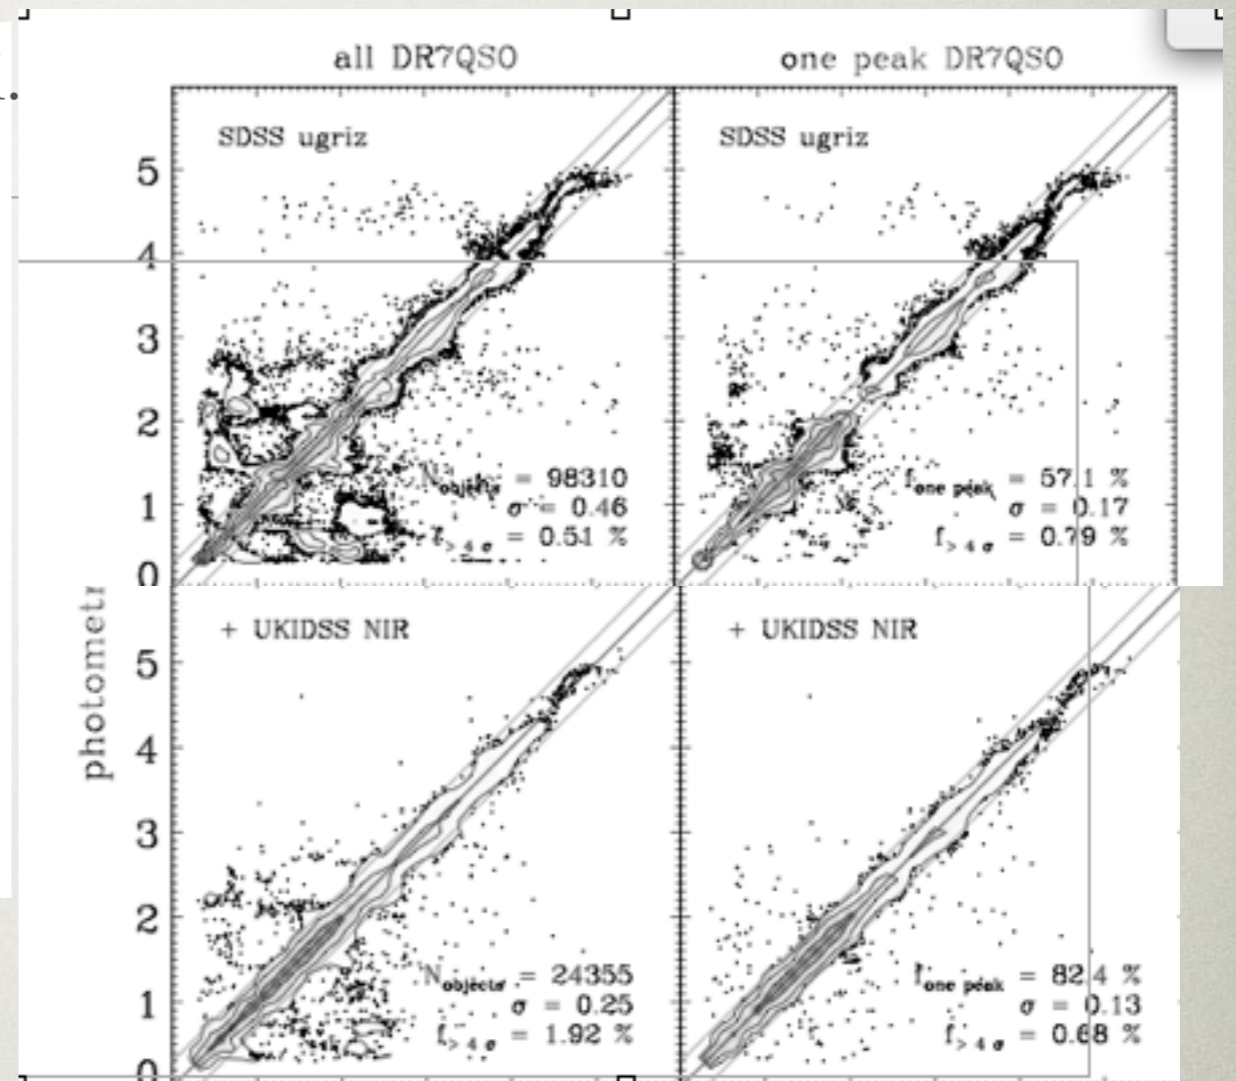 all DR7QSO
one peak DR7QSO
SDSS ugriz
SDSS ugriz
5
4
3
2
1
0
N objects = 98310
σ = 0.46
f > 4 σ = 0.51 %
f one peak = 57.1 %
σ = 0.17
f > 4 σ = 0.79 %
+ UKIDSS NIR
+ UKIDSS NIR
5
4
3
2
1
0
N objects = 24355
σ = 0.25
f > 4 σ = 1.92 %
f one peak = 82.4 %
σ = 0.13
f > 4 σ = 0.68 %
photomet